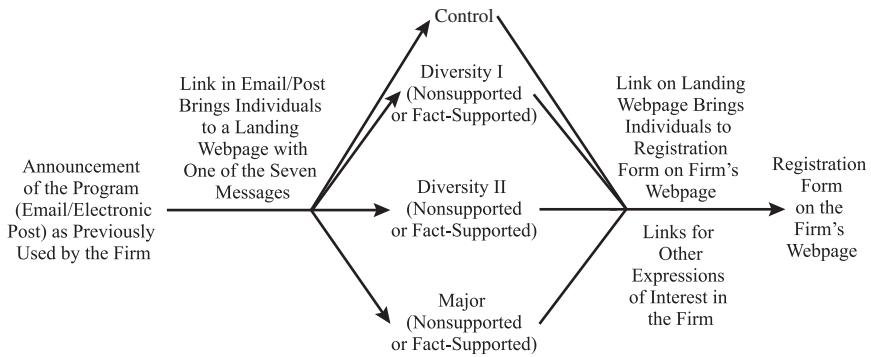 Announcement
of the Program
(Email/Electronic
Post) as Previously
Used by the Firm
Link in Email/Post
Brings Individuals
to a Landing
Webpage with
One of the Seven
Messages
Control
Diversity I
(Nonsupported
or Fact-Supported)
Diversity II
(Nonsupported
or Fact-Supported)
Major
(Nonsupported
or Fact-Supported)
Link on Landing
Webpage Brings
Individuals to
Registration
Form on Firm’s
Webpage
Links for
Other
Expressions
of Interest in
the Firm
Registration
Form
on the
Firm’s
Webpage